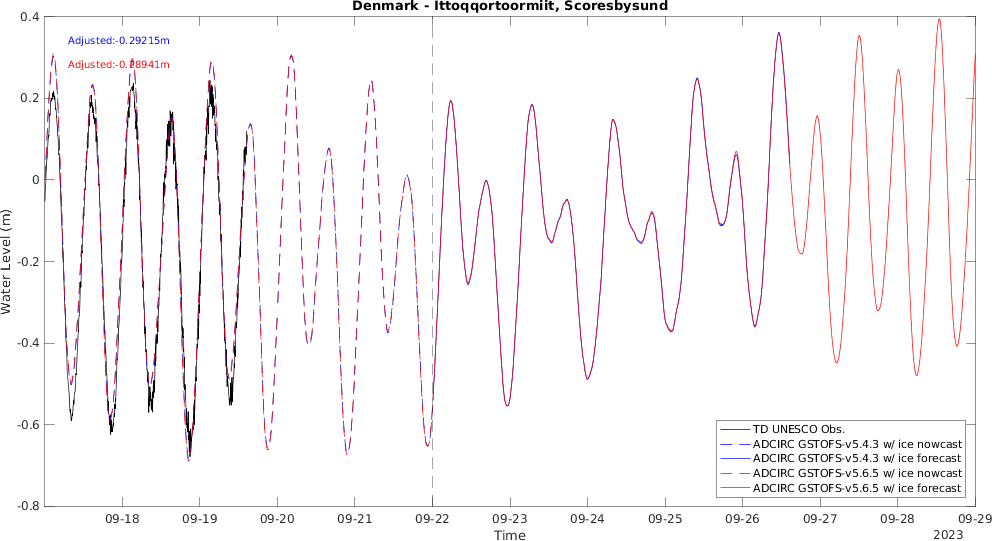 Denmark - Ittoqqortoormiit, Scoresbysund
Adjusted:-0.29215m
Adjusted:-0.28941m
0.4
0.2
0
-0.2
-0.4
-0.6
-0.8
Water Level (m)
TD UNESCO Obs.
ADCIRC GSTOFS-v5.4.3 w/ ice nowcast
ADCIRC GSTOFS-v5.4.3 w/ ice forecast
ADCIRC GSTOFS-v5.6.5 w/ ice nowcast
ADCIRC GSTOFS-v5.6.5 w/ ice forecast
09-18 09-19 09-20 09-21 09-22 09-23 09-24 09-25 09-26 09-27 09-28 09-29
Time
2023